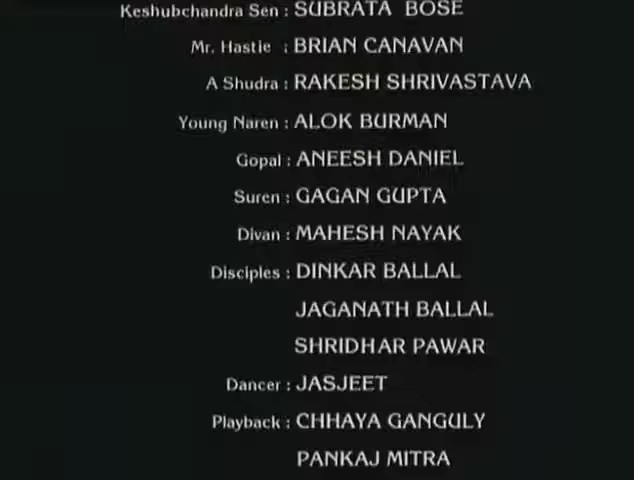 Keshubchandra Sen : SUBRATA BOSE
Mr. Hastie : BRIAN CANAVAN
A Shudra : RAKESH SHRIVASTAVA
Young Naren : ALOK BURMAN
Gopal : ANEESH DANIEL
Suren : GAGAN GUPTA
Divan : MAHESH NAYAK
Disciples : DINKAR BALLAL
JAGANATH BALLAL
SHRIDHAR PAWAR
Dancer : JASJEET
Playback : CHHAYA GANGULY
PANKAJ MITRA